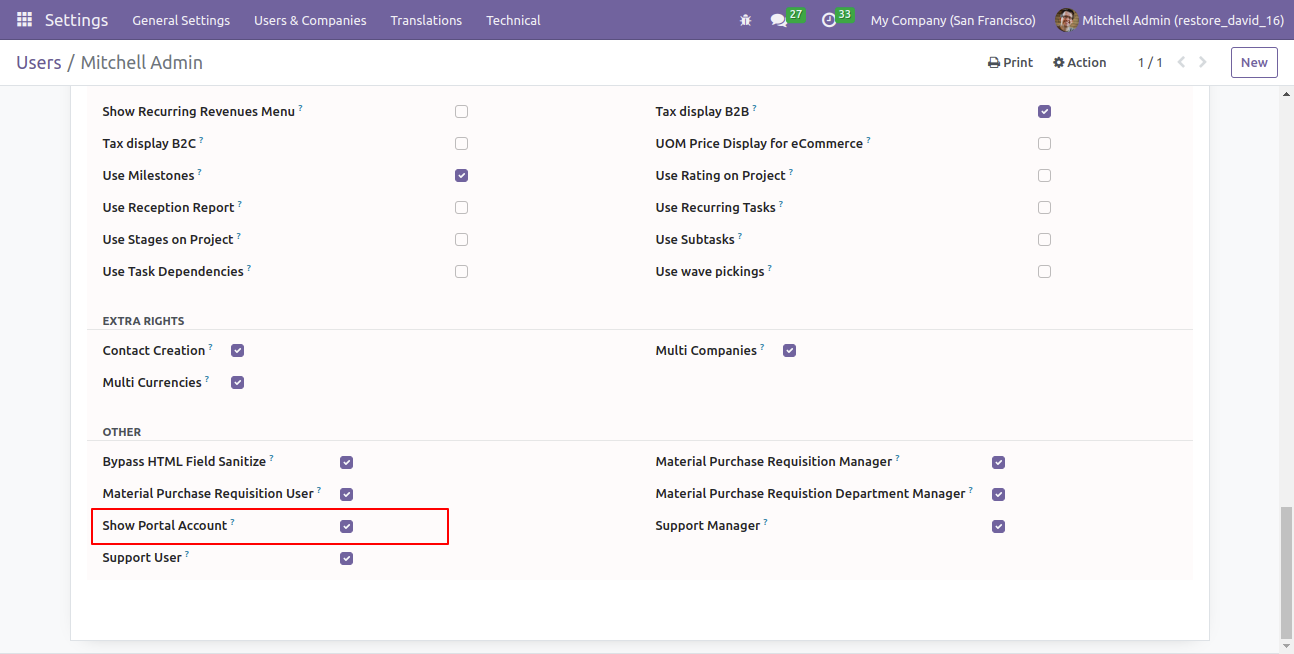 Settings General Settings Users & Companies Translations Technical 27 33 My Company (San Francisco) Mitchell Admin (restore_david_16)
Users / Mitchell Admin Print Action 1 / 1 New
Show Recurring Revenues Menu ? Tax display B2B ?
Tax display B2C ? UOM Price Display for eCommerce ?
Use Milestones ? Use Rating on Project ?
Use Reception Report ? Use Recurring Tasks ?
Use Stages on Project ? Use Subtasks ?
Use Task Dependencies ? Use wave pickings ?
EXTRA RIGHTS
Contact Creation ? Multi Companies ?
Multi Currencies ?
OTHER
Bypass HTML Field Sanitize ? Material Purchase Requisition Manager ?
Material Purchase Requisition User ? Material Purchase Requistion Department Manager ?
Show Portal Account ? Support Manager ?
Support User ?